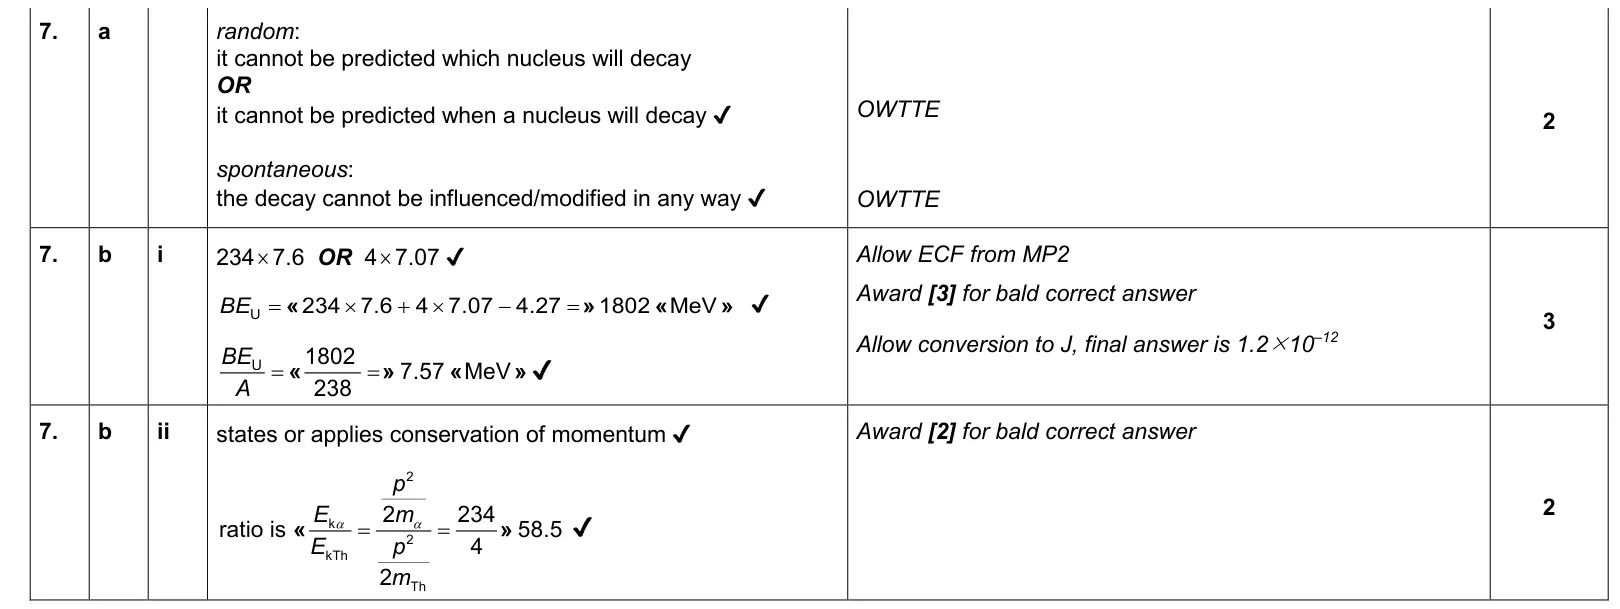 7. a random:
it cannot be predicted which nucleus will decay
OR
it cannot be predicted when a nucleus will decay ✔
OWTTE
2
spontaneous:
the decay cannot be influenced/modified in any way ✔
OWTTE
7. b i 234×7.6 OR 4×7.07 ✔
BE_U = «234 × 7.6 + 4 × 7.07 − 4.27 =» 1802 «MeV» ✔
BE_U/A = «1802/238 =» 7.57 «MeV» ✔
Allow ECF from MP2
Award [3] for bald correct answer
Allow conversion to J, final answer is 1.2×10^–12
3
7. b ii states or applies conservation of momentum ✔
ratio is «E_kα/E_kTh = (p^2/2m_α)/(p^2/2m_Th) = 234/4» 58.5 ✔
Award [2] for bald correct answer
2